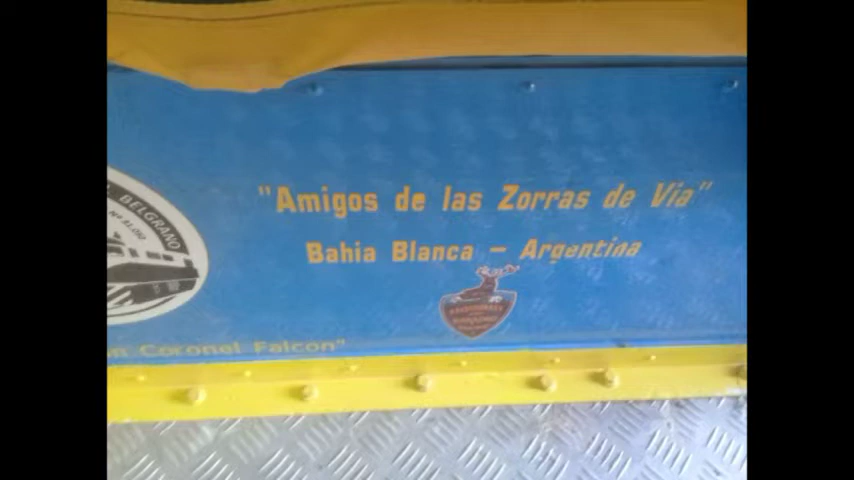 "Amigos de las Zorras de Via"
Bahia Blanca - Argentina
BELGRANO
Coronel Falcon"